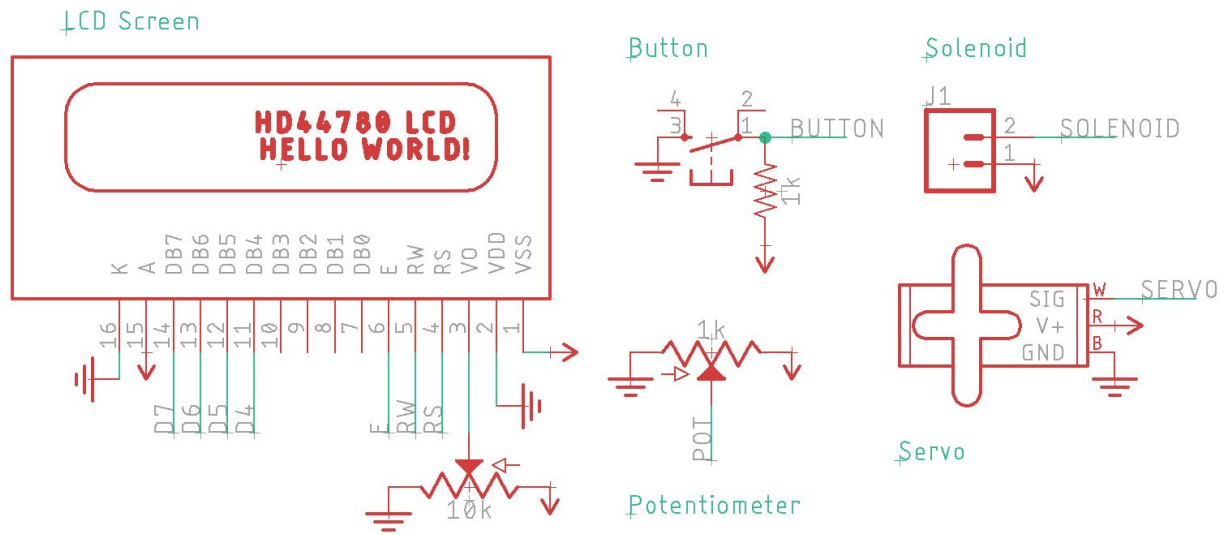 LCD Screen
HD44780 LCD
HELLO WORLD!
K
A
DB7
DB6
DB5
DB4
DB3
DB2
DB1
DB0
E
RW
RS
VO
VDD
VSS
16
15
14
13
12
11
10
9
8
7
6
5
4
3
2
1
D7
D6
D5
D4
E
RW
RS
10k
Button
4
2
3
1
BUTTON
1k
1k
POT
Potentiometer
Solenoid
J1
2
SOLENOID
1
SIG
W
SERVO
V+
R
GND
B
Servo